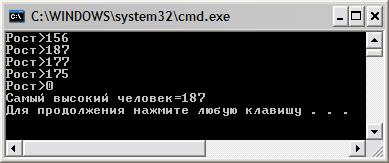 C:\WINDOWS\system32\cmd.exe
Рост>156
Рост>187
Рост>177
Рост>175
Рост>0
Самый высокий человек=187
Для продолжения нажмите любую клавишу . . .